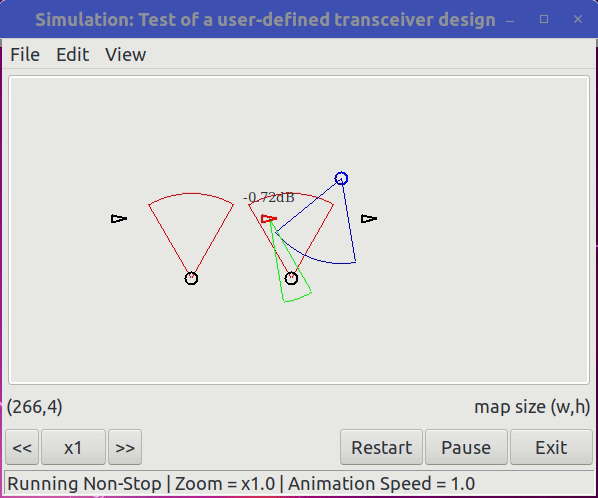 Simulation: Test of a user-defined transceiver design
File Edit View
-0.72dB
(266,4) map size (w,h)
<< x1 >> Restart Pause Exit
Running Non-Stop | Zoom = x1.0 | Animation Speed = 1.0